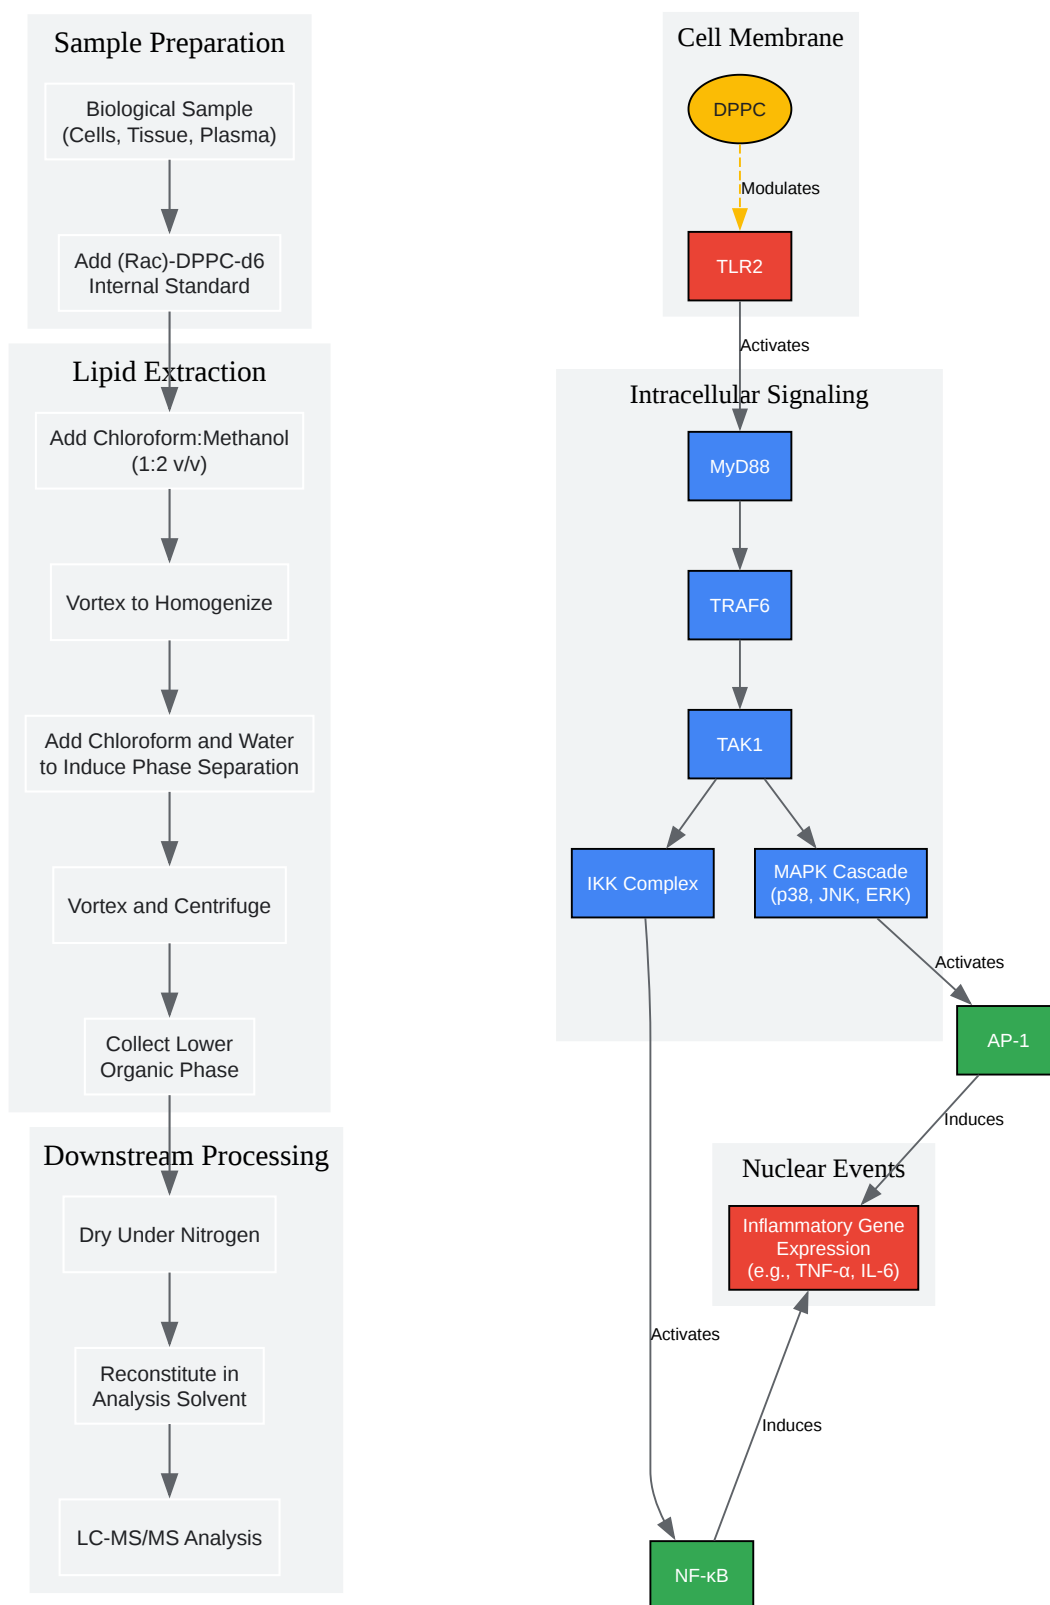 Sample Preparation
Biological Sample
(Cells, Tissue, Plasma)
Add (Rac)-DPPC-d6
Internal Standard
Lipid Extraction
Add Chloroform:Methanol
(1:2 v/v)
Vortex to Homogenize
Add Chloroform and Water
to Induce Phase Separation
Vortex and Centrifuge
Collect Lower
Organic Phase
Downstream Processing
Dry Under Nitrogen
Reconstitute in
Analysis Solvent
LC-MS/MS Analysis
Cell Membrane
DPPC
Modulates
TLR2
Activates
Intracellular Signaling
MyD88
TRAF6
TAK1
IKK Complex
MAPK Cascade
(p38, JNK, ERK)
Activates
AP-1
Induces
Nuclear Events
Inflammatory Gene
Expression
(e.g., TNF-α, IL-6)
Activates
Induces
NF-κB